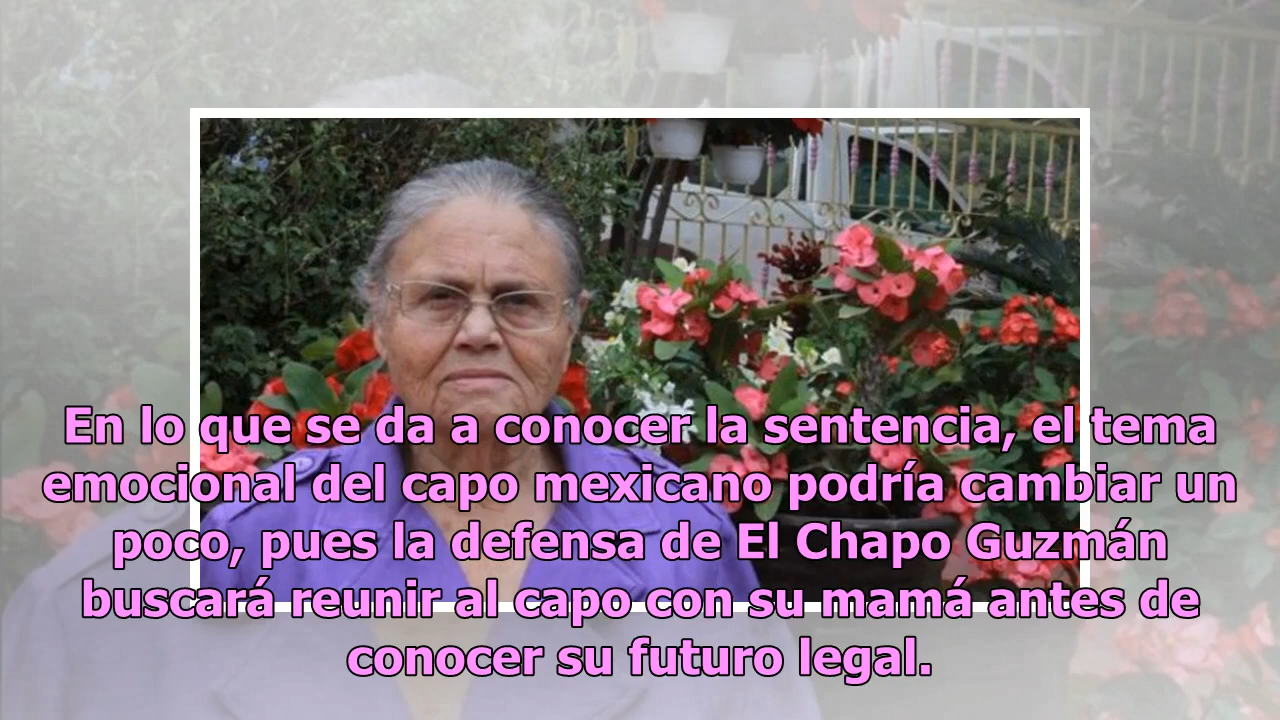 En lo que se da a conocer la sentencia, el tema
emocional del capo mexicano podría cambiar un
poco, pues la defensa de El Chapo Guzmán
buscará reunir al capo con su mamá antes de
conocer su futuro legal.